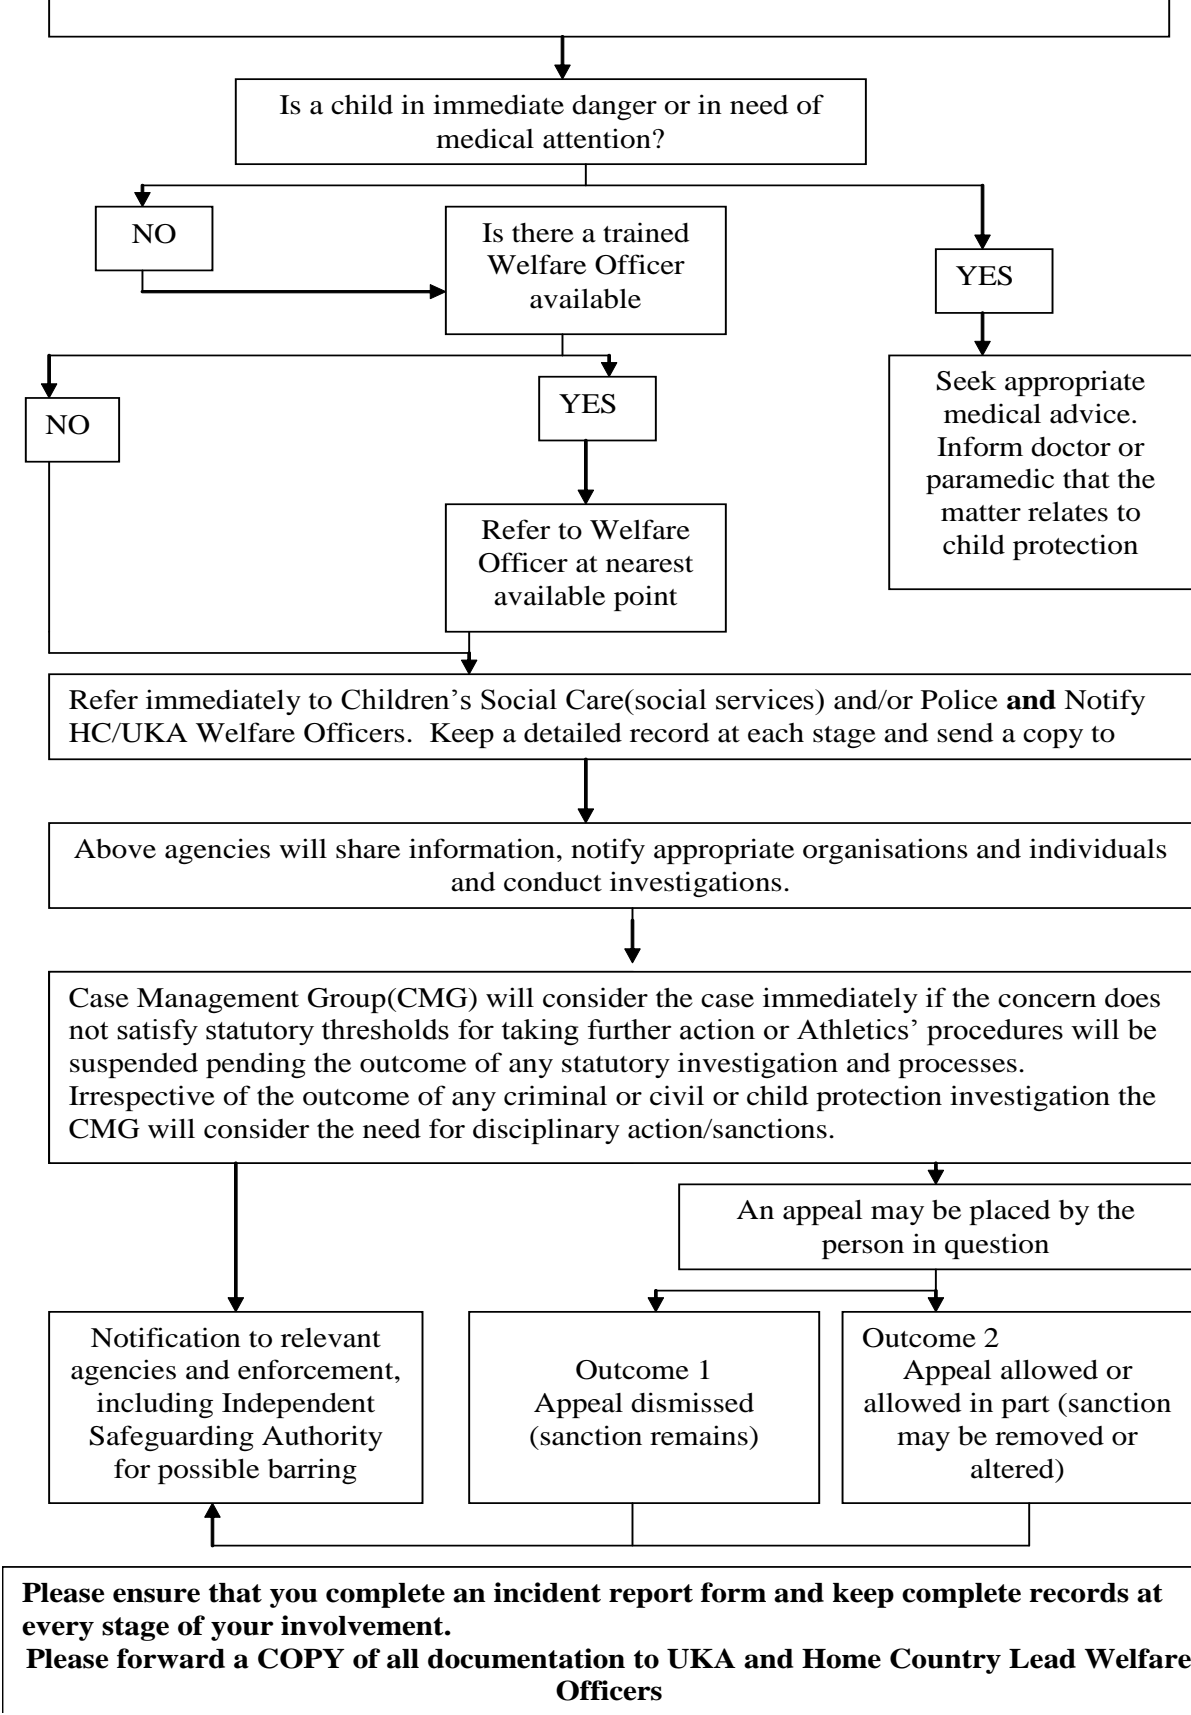 Is a child in immediate danger or in need of
medical attention?
NO
Is there a trained
Welfare Officer
available
YES
NO
YES
Seek appropriate
medical advice.
Inform doctor or
paramedic that the
matter relates to
child protection
Refer to Welfare
Officer at nearest
available point
Refer immediately to Children’s Social Care(social services) and/or Police and Notify
HC/UKA Welfare Officers.  Keep a detailed record at each stage and send a copy to
Above agencies will share information, notify appropriate organisations and individuals
and conduct investigations.
Case Management Group(CMG) will consider the case immediately if the concern does
not satisfy statutory thresholds for taking further action or Athletics’ procedures will be
suspended pending the outcome of any statutory investigation and processes.
Irrespective of the outcome of any criminal or civil or child protection investigation the
CMG will consider the need for disciplinary action/sanctions.
An appeal may be placed by the
person in question
Notification to relevant
agencies and enforcement,
including Independent
Safeguarding Authority
for possible barring
Outcome 1
Appeal dismissed
(sanction remains)
Outcome 2
Appeal allowed or
allowed in part (sanction
may be removed or
altered)
Please ensure that you complete an incident report form and keep complete records at
every stage of your involvement.
Please forward a COPY of all documentation to UKA and Home Country Lead Welfare
Officers